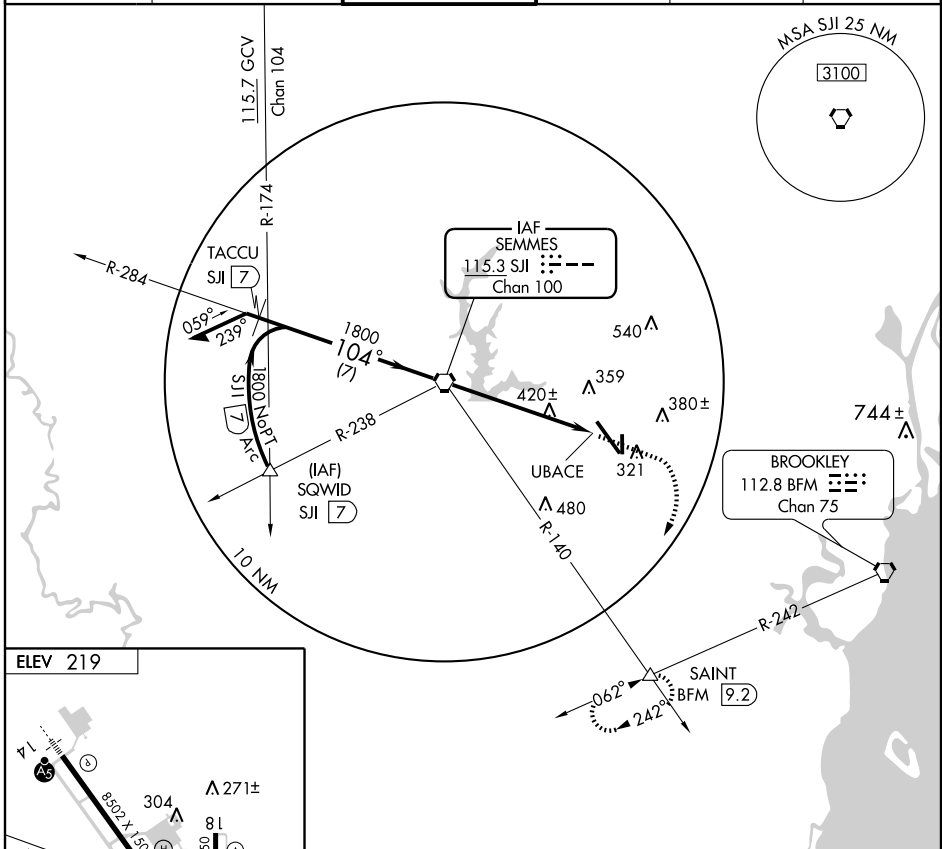 MSA SJI 25 NM
3100
115.7 GCV
Chan 104
R-174
TACCU
SJI 7
R-284
059°
239°
1800
104°
(7)
IAF
SEMMES
115.3 SJI
Chan 100
540
359
420±
380±
744±
1800 NoPT
SJI 7 Arc
R-238
(IAF)
SQWID
SJI 7
UBACE
321
480
BROOKLEY
112.8 BFM
Chan 75
R-140
10 NM
R-242
SAINT
BFM 9.2
062°
242°
ELEV 219
14
A5
P
8502 X 150
304
271±
18
50